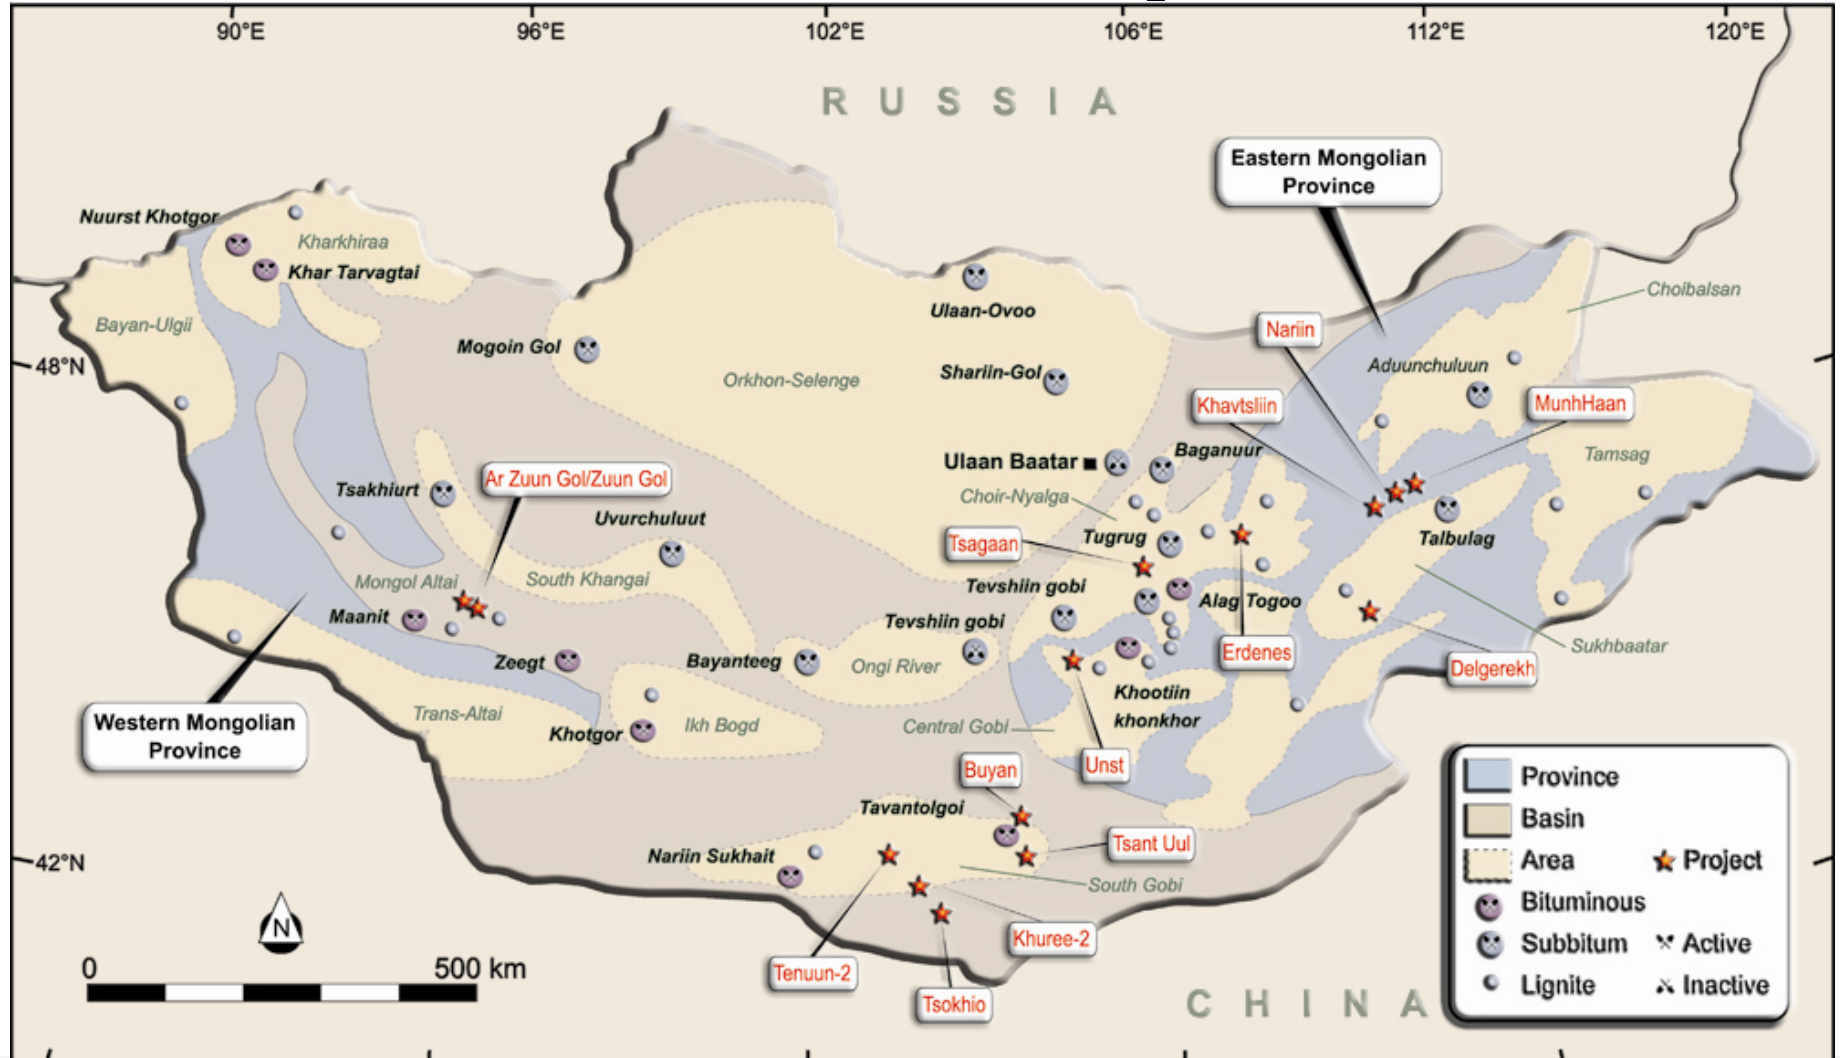 90°E
96°E
102°E
106°E
112°E
120°E
RUSSIA
Eastern Mongolian
Province
Nuurst Khotgor
Kharkhiraa
Khar Tarvagtai
Cholbalsan
Bayan-Ulgii
Ulaan-Ovoo
Nariin
Mogoin Gol
48°N
Shariin-Gol
Orkhon-Selenge
Aduunchuluun
Khavtsliin
MunhHaan
Baganuur
Tamsag
Ulaan Baatar
Ar Zuun Gol/Zuun Gol
Tsakhiurt
Choir-Nyalga
Uvurchuluut
Tsagaan
Tugrug
Talbulag
Mongol Altai
South Khangai
Tevshiin gobi
Alag Togoo
Maanit
Tevshiin gobi
Sukhbaatar
Zeegt
Bayanteeg
Ongi River
Erdenes
Delgerekh
Khootiin
khonkhor
Trans-Altai
Western Mongolian
Province
Khotgor
Ikh Bogd
Central Gobi
Unst
Buyan
Tavantolgoi
Tsant Uul
Nariin Sukhait
42°N
South Gobi
Khuree-2
Tenuun-2
Tsokhio
CHINA
N
0
500 km
Province
Basin
Area
Project
Bituminous
Subbitum
Active
Lignite
Inactive